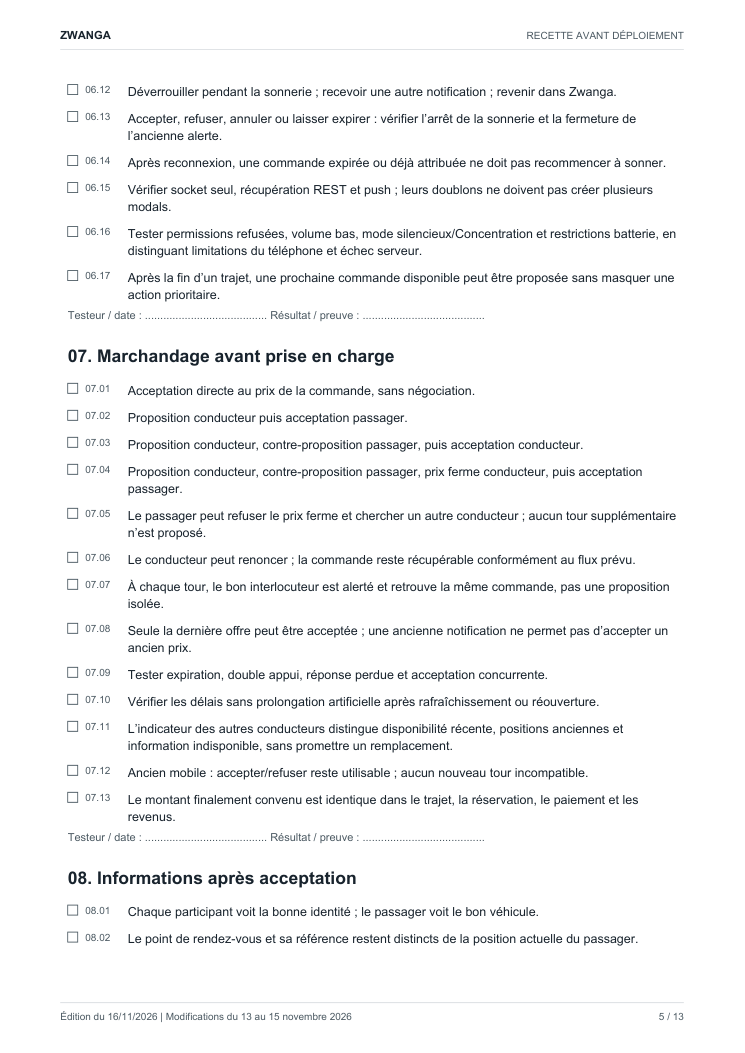 ZWANGA
RECETTE AVANT DÉPLOIEMENT
06.12 Déverrouiller pendant la sonnerie ; recevoir une autre notification ; revenir dans Zwanga.
06.13 Accepter, refuser, annuler ou laisser expirer : vérifier l’arrêt de la sonnerie et la fermeture de
l’ancienne alerte.
06.14 Après reconnexion, une commande expirée ou déjà attribuée ne doit pas recommencer à sonner.
06.15 Vérifier socket seul, récupération REST et push ; leurs doublons ne doivent pas créer plusieurs
modals.
06.16 Tester permissions refusées, volume bas, mode silencieux/Concentration et restrictions batterie, en
distinguant limitations du téléphone et échec serveur.
06.17 Après la fin d’un trajet, une prochaine commande disponible peut être proposée sans masquer une
action prioritaire.
Testeur / date : ........................................ Résultat / preuve : ........................................
07. Marchandage avant prise en charge
07.01 Acceptation directe au prix de la commande, sans négociation.
07.02 Proposition conducteur puis acceptation passager.
07.03 Proposition conducteur, contre-proposition passager, puis acceptation conducteur.
07.04 Proposition conducteur, contre-proposition passager, prix ferme conducteur, puis acceptation
passager.
07.05 Le passager peut refuser le prix ferme et chercher un autre conducteur ; aucun tour supplémentaire
n’est proposé.
07.06 Le conducteur peut renoncer ; la commande reste récupérable conformément au flux prévu.
07.07 À chaque tour, le bon interlocuteur est alerté et retrouve la même commande, pas une proposition
isolée.
07.08 Seule la dernière offre peut être acceptée ; une ancienne notification ne permet pas d’accepter un
ancien prix.
07.09 Tester expiration, double appui, réponse perdue et acceptation concurrente.
07.10 Vérifier les délais sans prolongation artificielle après rafraîchissement ou réouverture.
07.11 L’indicateur des autres conducteurs distingue disponibilité récente, positions anciennes et
information indisponible, sans promettre un remplacement.
07.12 Ancien mobile : accepter/refuser reste utilisable ; aucun nouveau tour incompatible.
07.13 Le montant finalement convenu est identique dans le trajet, la réservation, le paiement et les
revenus.
Testeur / date : ........................................ Résultat / preuve : ........................................
08. Informations après acceptation
08.01 Chaque participant voit la bonne identité ; le passager voit le bon véhicule.
08.02 Le point de rendez-vous et sa référence restent distincts de la position actuelle du passager.
Édition du 16/11/2026 | Modifications du 13 au 15 novembre 2026
5 / 13